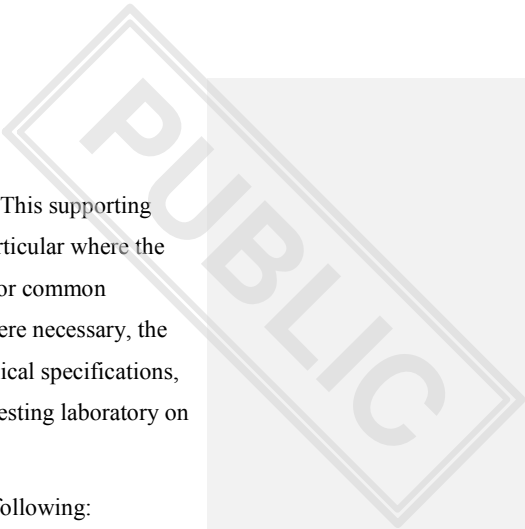 This supporting
rticular where the
or common
ere necessary, the
ical specifications,
esting laboratory on
following:
PUBLIC